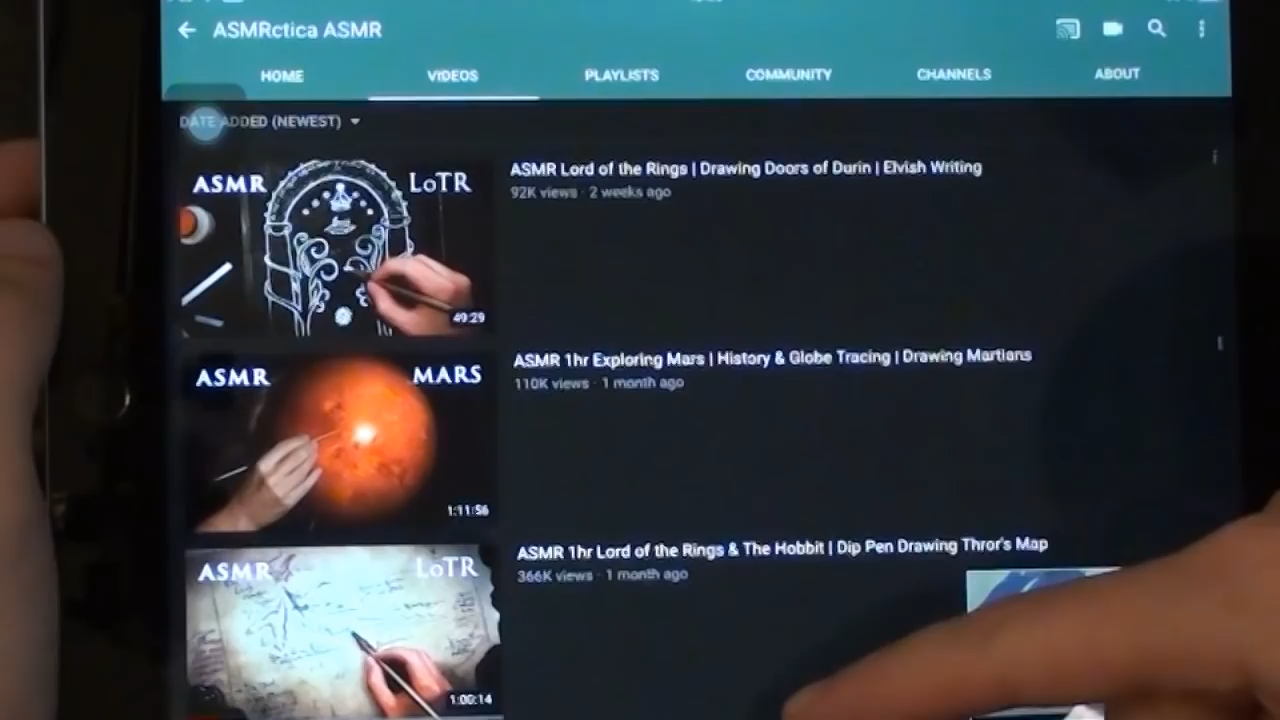 ASMRctica ASMR
HOME VIDEOS PLAYLISTS COMMUNITY CHANNELS ABOUT
DATE ADDED (NEWEST)
ASMR LoTR
49:29
ASMR Lord of the Rings | Drawing Doors of Durin | Elvish Writing
92K views · 2 weeks ago
ASMR MARS
1:11:56
ASMR 1hr Exploring Mars | History & Globe Tracing | Drawing Martians
110K views · 1 month ago
ASMR LoTR
1:00:14
ASMR 1hr Lord of the Rings & The Hobbit | Dip Pen Drawing Thror's Map
366K views · 1 month ago